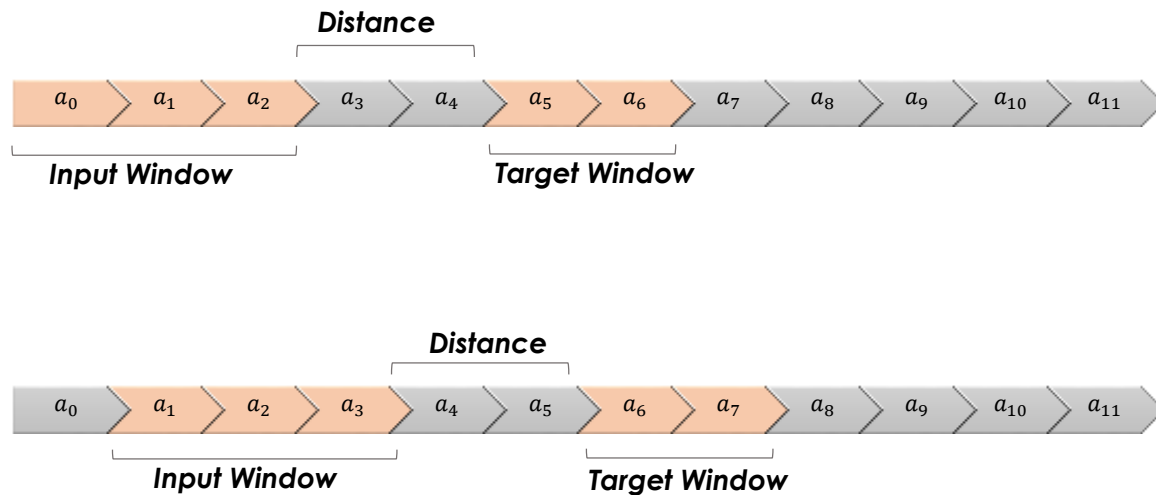 Distance
a₀ a₁ a₂ a₃ a₄ a₅ a₆ a₇ a₈ a₉ a₁₀ a₁₁
Input Window Target Window
Distance
a₀ a₁ a₂ a₃ a₄ a₅ a₆ a₇ a₈ a₉ a₁₀ a₁₁
Input Window Target Window